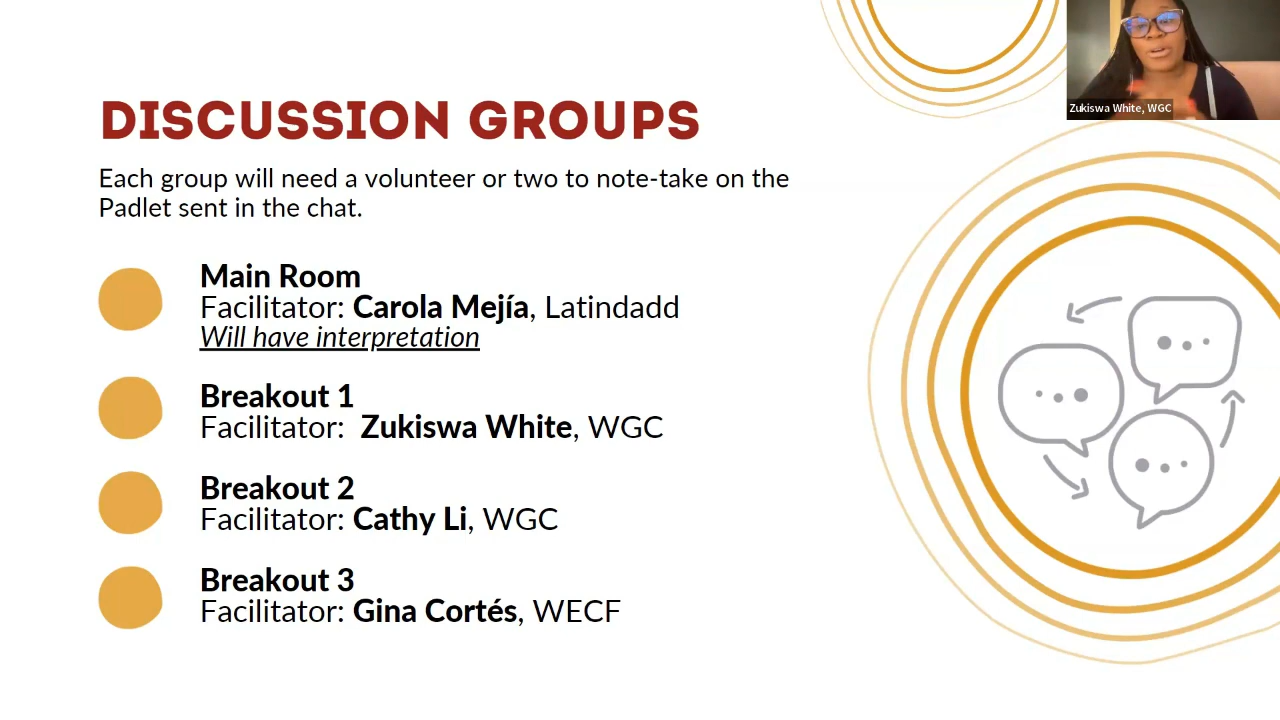 DISCUSSION GROUPS
Each group will need a volunteer or two to note-take on the
Padlet sent in the chat.
Main Room
Facilitator: Carola Mejía, Latindadd
Will have interpretation
Breakout 1
Facilitator: Zukiswa White, WGC
Breakout 2
Facilitator: Cathy Li, WGC
Breakout 3
Facilitator: Gina Cortés, WECF
Zukiswa White, WGC